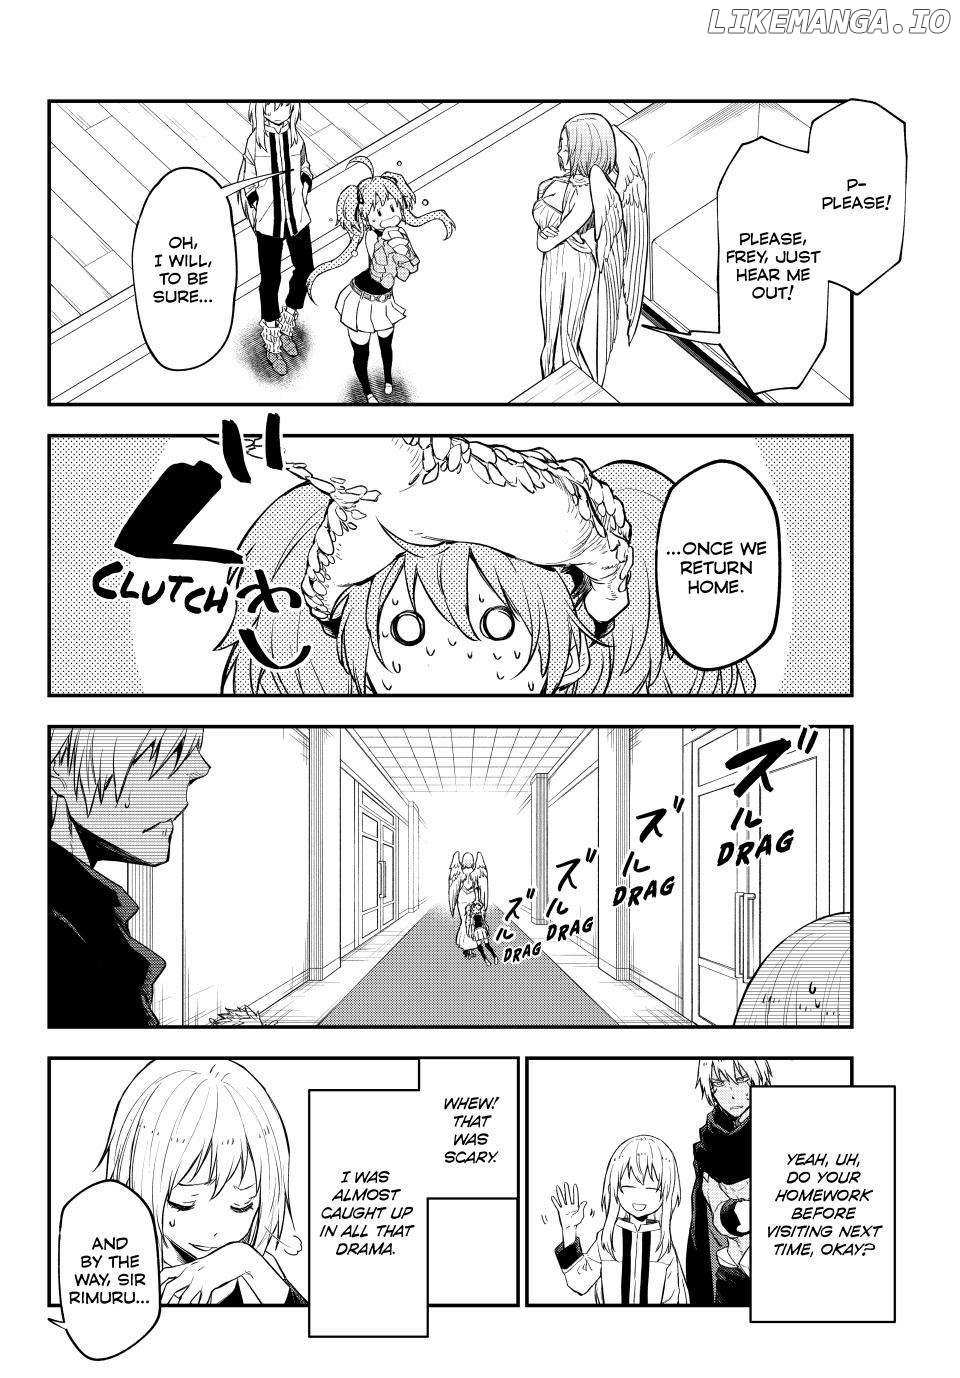 LIKEMANGA.IO
P-
PLEASE!
PLEASE,
FREY, JUST
HEAR ME
OUT!
OH,
I WILL,
TO BE
SURE...
...ONCE WE
RETURN
HOME.
CLUTCH
ズル
DRAG
ズル
DRAG
ズル
DRAG
ズル
DRAG
WHEW!
THAT
WAS
SCARY.
I WAS
ALMOST
CAUGHT UP
IN ALL THAT
DRAMA.
AND
BY THE
WAY, SIR
RIMURU...
YEAH, UH,
DO YOUR
HOMEWORK
BEFORE
VISITING NEXT
TIME, OKAY?